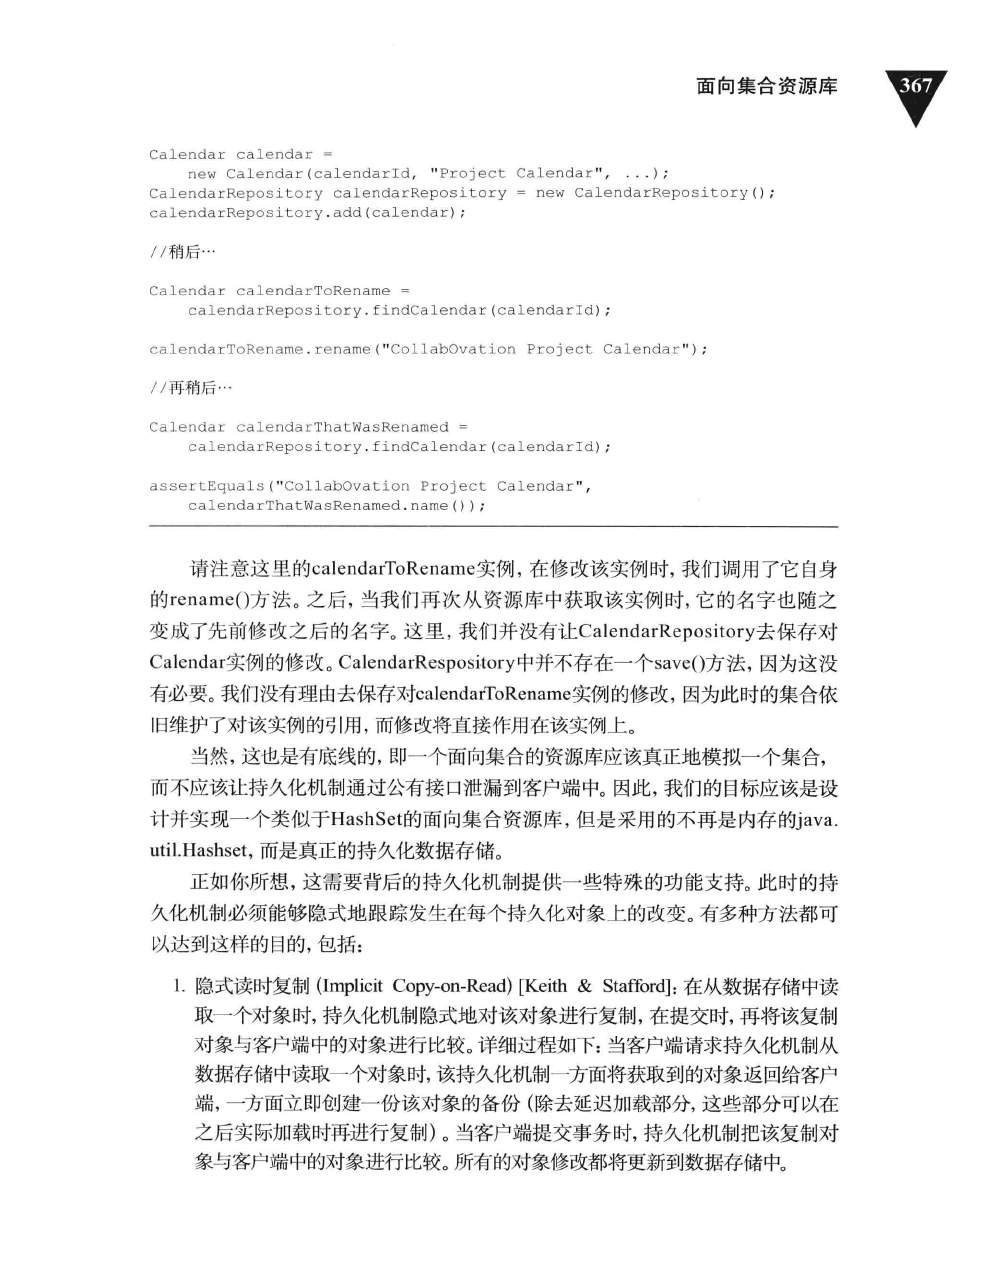 面向集合资源库
367
Calendar calendar =
new Calendar(calendarId, "Project Calendar", ...);
CalendarRepository calendarRepository = new CalendarRepository();
calendarRepository.add(calendar);
//稍后…
Calendar calendarToRename =
calendarRepository.findCalendar(calendarId);
calendarToRename.rename("CollabOvation Project Calendar");
//再稍后…
Calendar calendarThatWasRenamed =
calendarRepository.findCalendar(calendarId);
assertEquals("CollabOvation Project Calendar",
calendarThatWasRenamed.name());
请注意这里的calendarToRename实例, 在修改该实例时, 我们调用了它自身
的rename()方法。之后, 当我们再次从资源库中获取该实例时, 它的名字也随之
变成了先前修改之后的名字。这里, 我们并没有让CalendarRepository去保存对
Calendar实例的修改。CalendarRespository中并不存在一个save()方法, 因为这没
有必要。我们没有理由去保存对calendarToRename实例的修改, 因为此时的集合依
旧维护了对该实例的引用, 而修改将直接作用在该实例上。
当然, 这也是有底线的, 即一个面向集合的资源库应该真正地模拟一个集合,
而不应该让持久化机制通过公有接口泄漏到客户端中。因此, 我们的目标应该是设
计并实现一个类似于HashSet的面向集合资源库, 但是采用的不再是内存的java.
util.Hashset, 而是真正的持久化数据存储。
正如你所想, 这需要背后的持久化机制提供一些特殊的功能支持。此时的持
久化机制必须能够隐式地跟踪发生在每个持久化对象上的改变。有多种方法都可
以达到这样的目的, 包括:
1. 隐式读时复制 (Implicit Copy-on-Read) [Keith & Stafford]: 在从数据存储中读
取一个对象时, 持久化机制隐式地对该对象进行复制, 在提交时, 再将该复制
对象与客户端中的对象进行比较。详细过程如下: 当客户端请求持久化机制从
数据存储中读取一个对象时, 该持久化机制一方面将获取到的对象返回给客户
端, 一方面立即创建一份该对象的备份 (除去延迟加载部分, 这些部分可以在
之后实际加载时再进行复制) 。当客户端提交事务时, 持久化机制把该复制对
象与客户端中的对象进行比较。所有的对象修改都将更新到数据存储中。